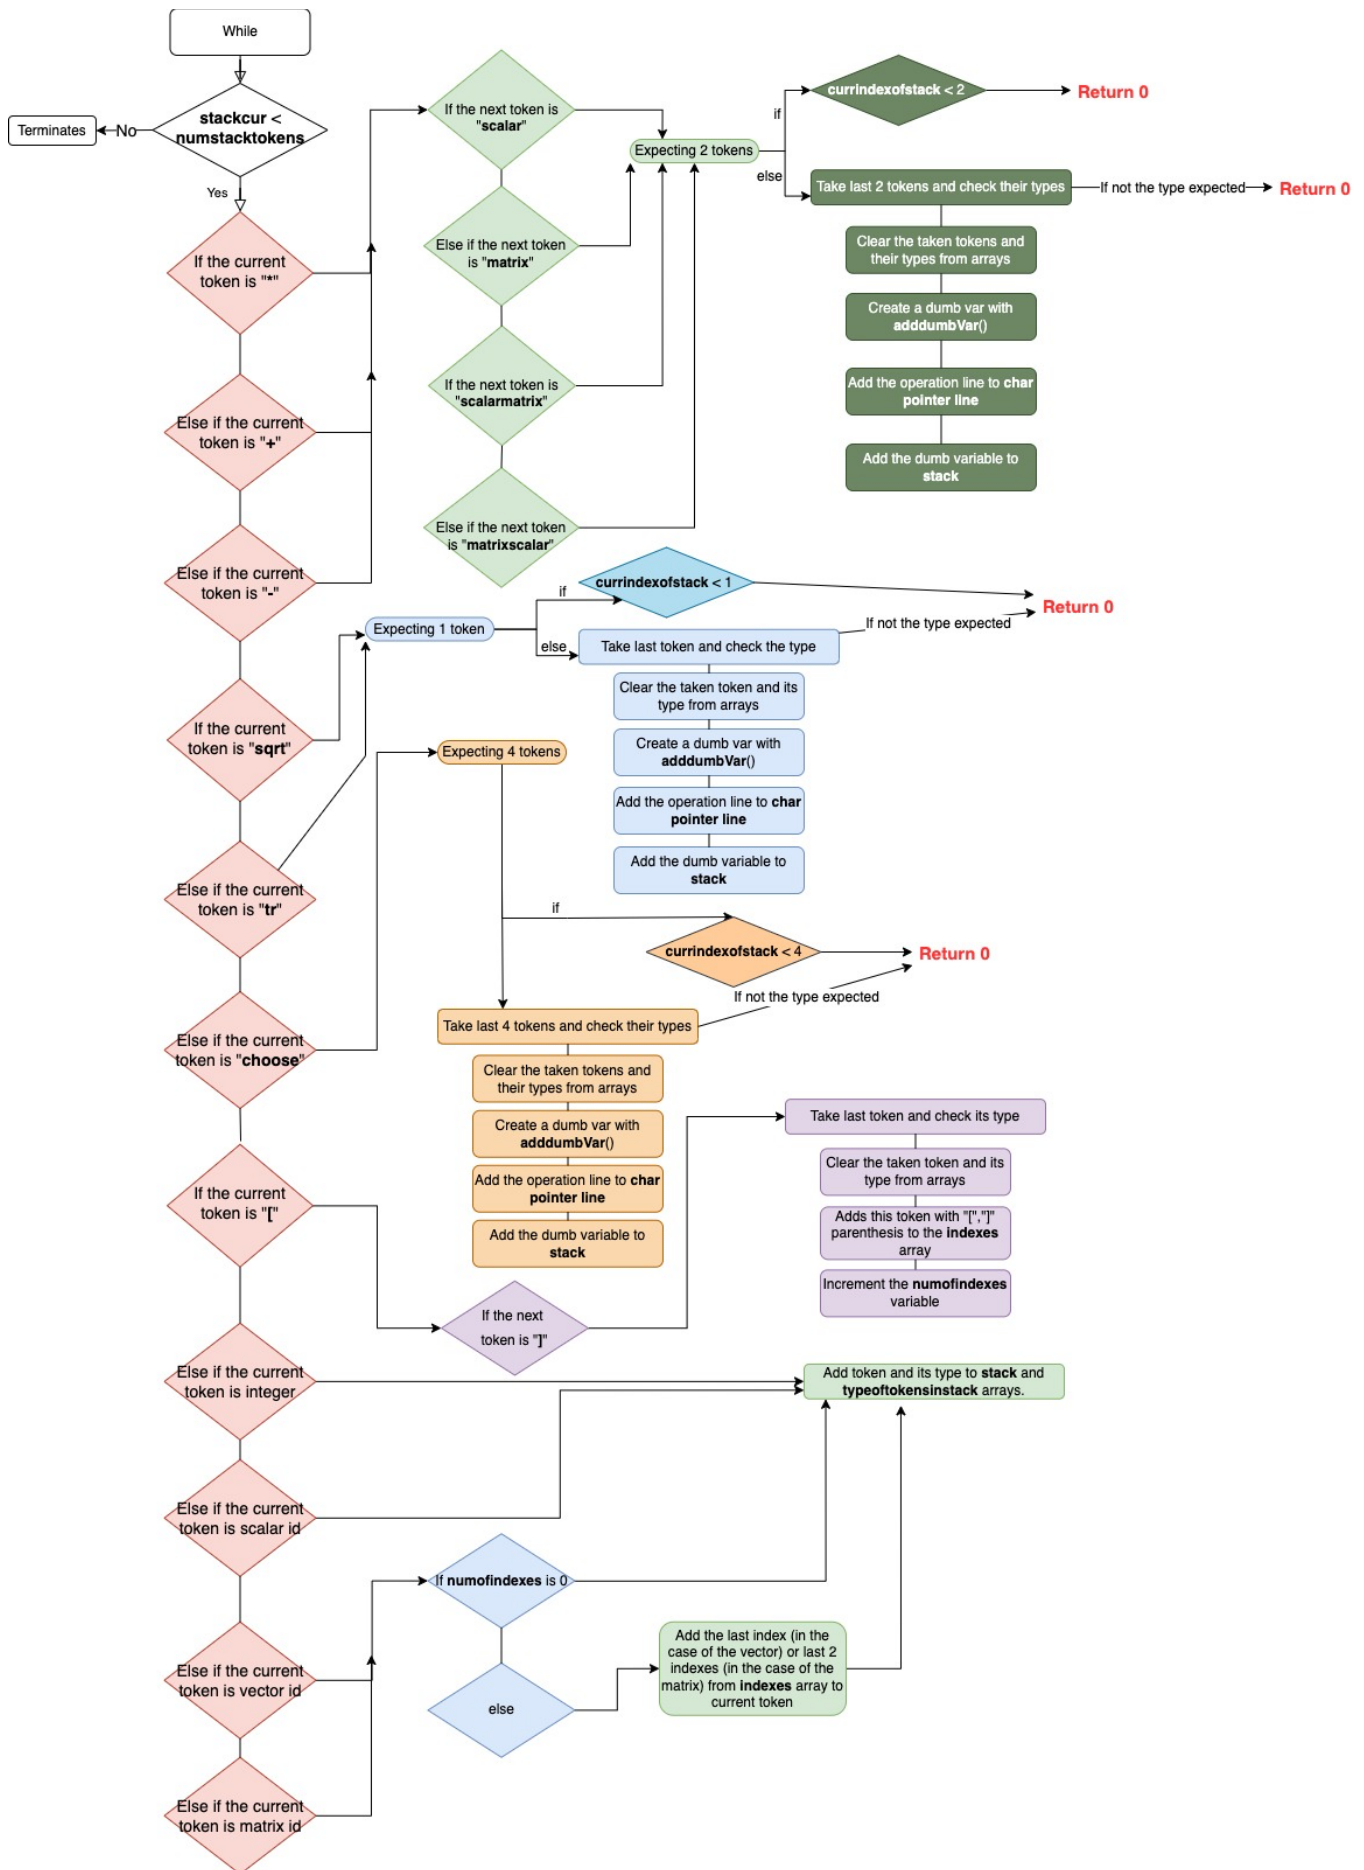 While
stackcur <
numstacktokens
No
Terminates
Yes
If the current
token is "*"
Else if the current
token is "+"
Else if the current
token is "-"
If the current
token is "sqrt"
Else if the current
token is "tr"
Else if the current
token is "choose"
If the current
token is "["
Else if the current
token is integer
Else if the current
token is scalar id
Else if the current
token is vector id
Else if the current
token is matrix id
If the next token is
"scalar"
Else if the next token
is "matrix"
If the next token is
"scalarmatrix"
Else if the next token
is "matrixscalar"
Expecting 2 tokens
if
else
currindexofstack < 2
Return 0
Take last 2 tokens and check their types
If not the type expected
Return 0
Clear the taken tokens and
their types from arrays
Create a dumb var with
adddumbVar()
Add the operation line to char
pointer line
Add the dumb variable to
stack
Expecting 1 token
if
else
currindexofstack < 1
Return 0
If not the type expected
Take last token and check the type
Clear the taken token and its
type from arrays
Create a dumb var with
adddumbVar()
Add the operation line to char
pointer line
Add the dumb variable to
stack
Expecting 4 tokens
if
currindexofstack < 4
Return 0
If not the type expected
Take last 4 tokens and check their types
Clear the taken tokens and
their types from arrays
Create a dumb var with
adddumbVar()
Add the operation line to char
pointer line
Add the dumb variable to
stack
If the next
token is "]"
Take last token and check its type
Clear the taken token and its
type from arrays
Adds this token with "[","]"
parenthesis to the indexes
array
Increment the numofindexes
variable
Add token and its type to stack and
typeoftokensinstack arrays.
If numofindexes is 0
else
Add the last index (in the
case of the vector) or last 2
indexes (in the case of the
matrix) from indexes array to
current token